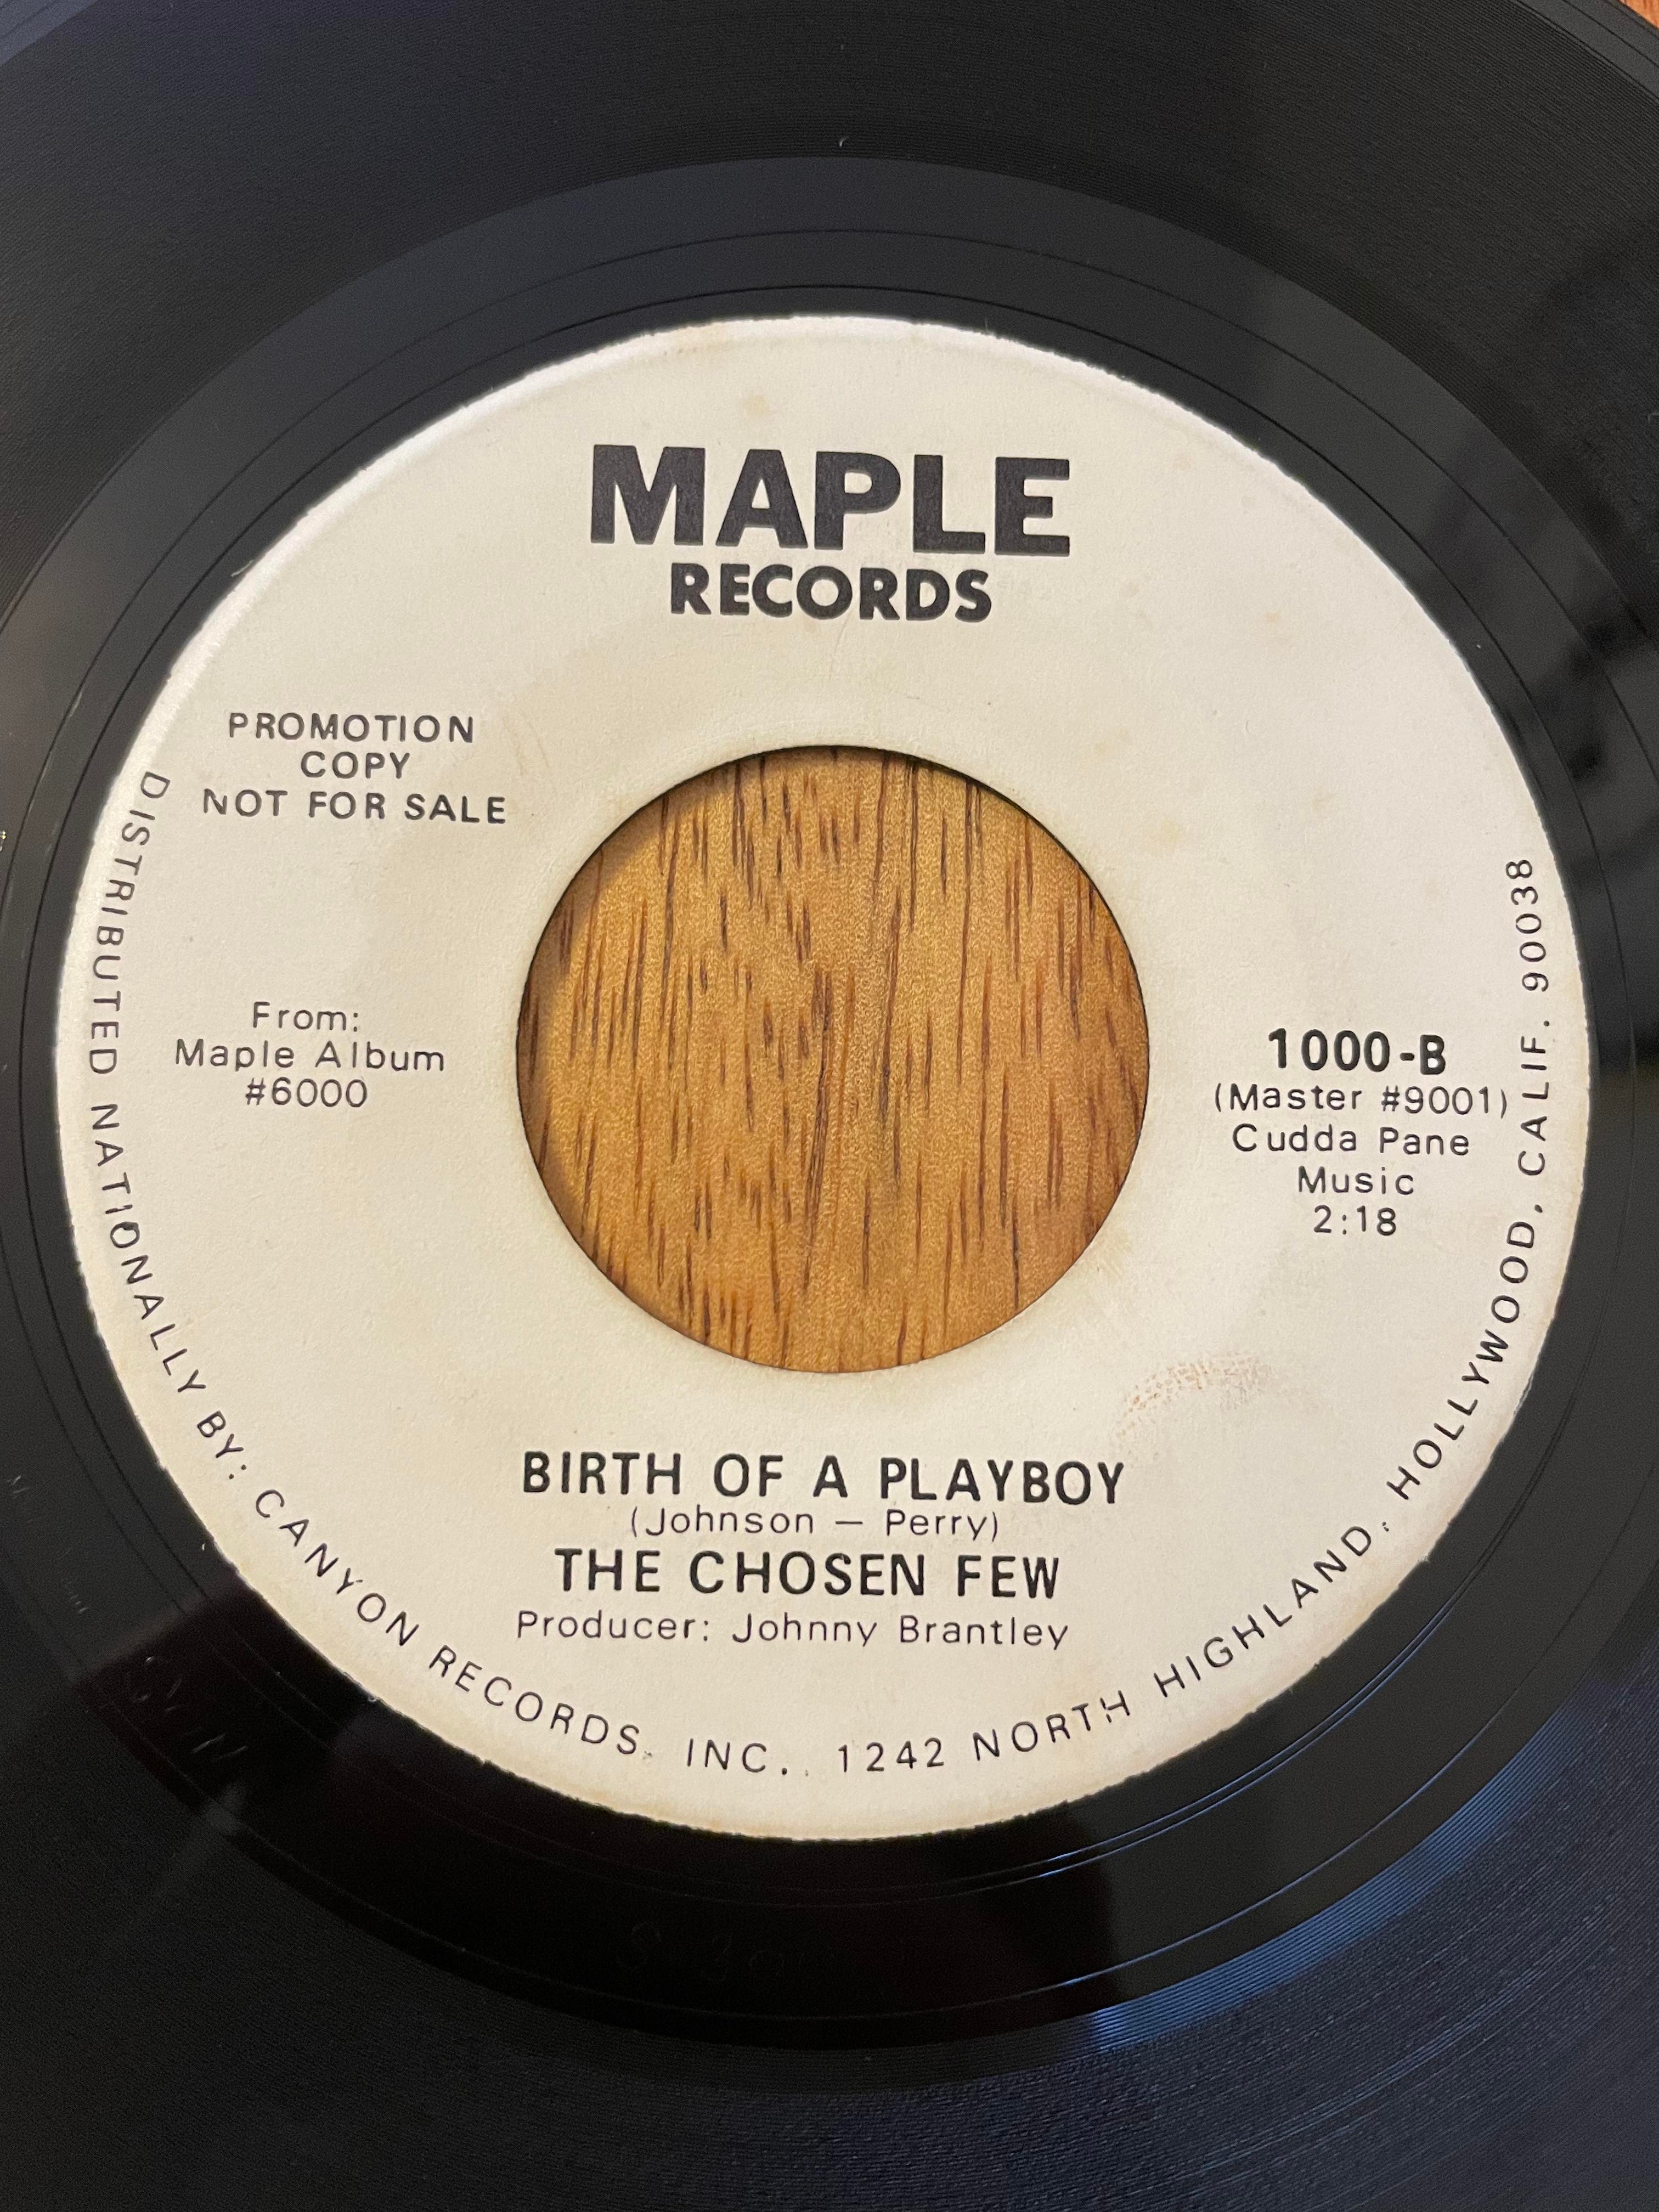 MAPLE
RECORDS
PROMOTION
COPY
NOT FOR SALE
From:
Maple Album
#6000
1000-B
(Master #9001)
Cudda Pane
Music
2:18
BIRTH OF A PLAYBOY
(Johnson — Perry)
THE CHOSEN FEW
Producer: Johnny Brantley
DISTRIBUTED NATIONALLY BY: CANYON RECORDS, INC., 1242 NORTH HIGHLAND, HOLLYWOOD, CALIF. 90038